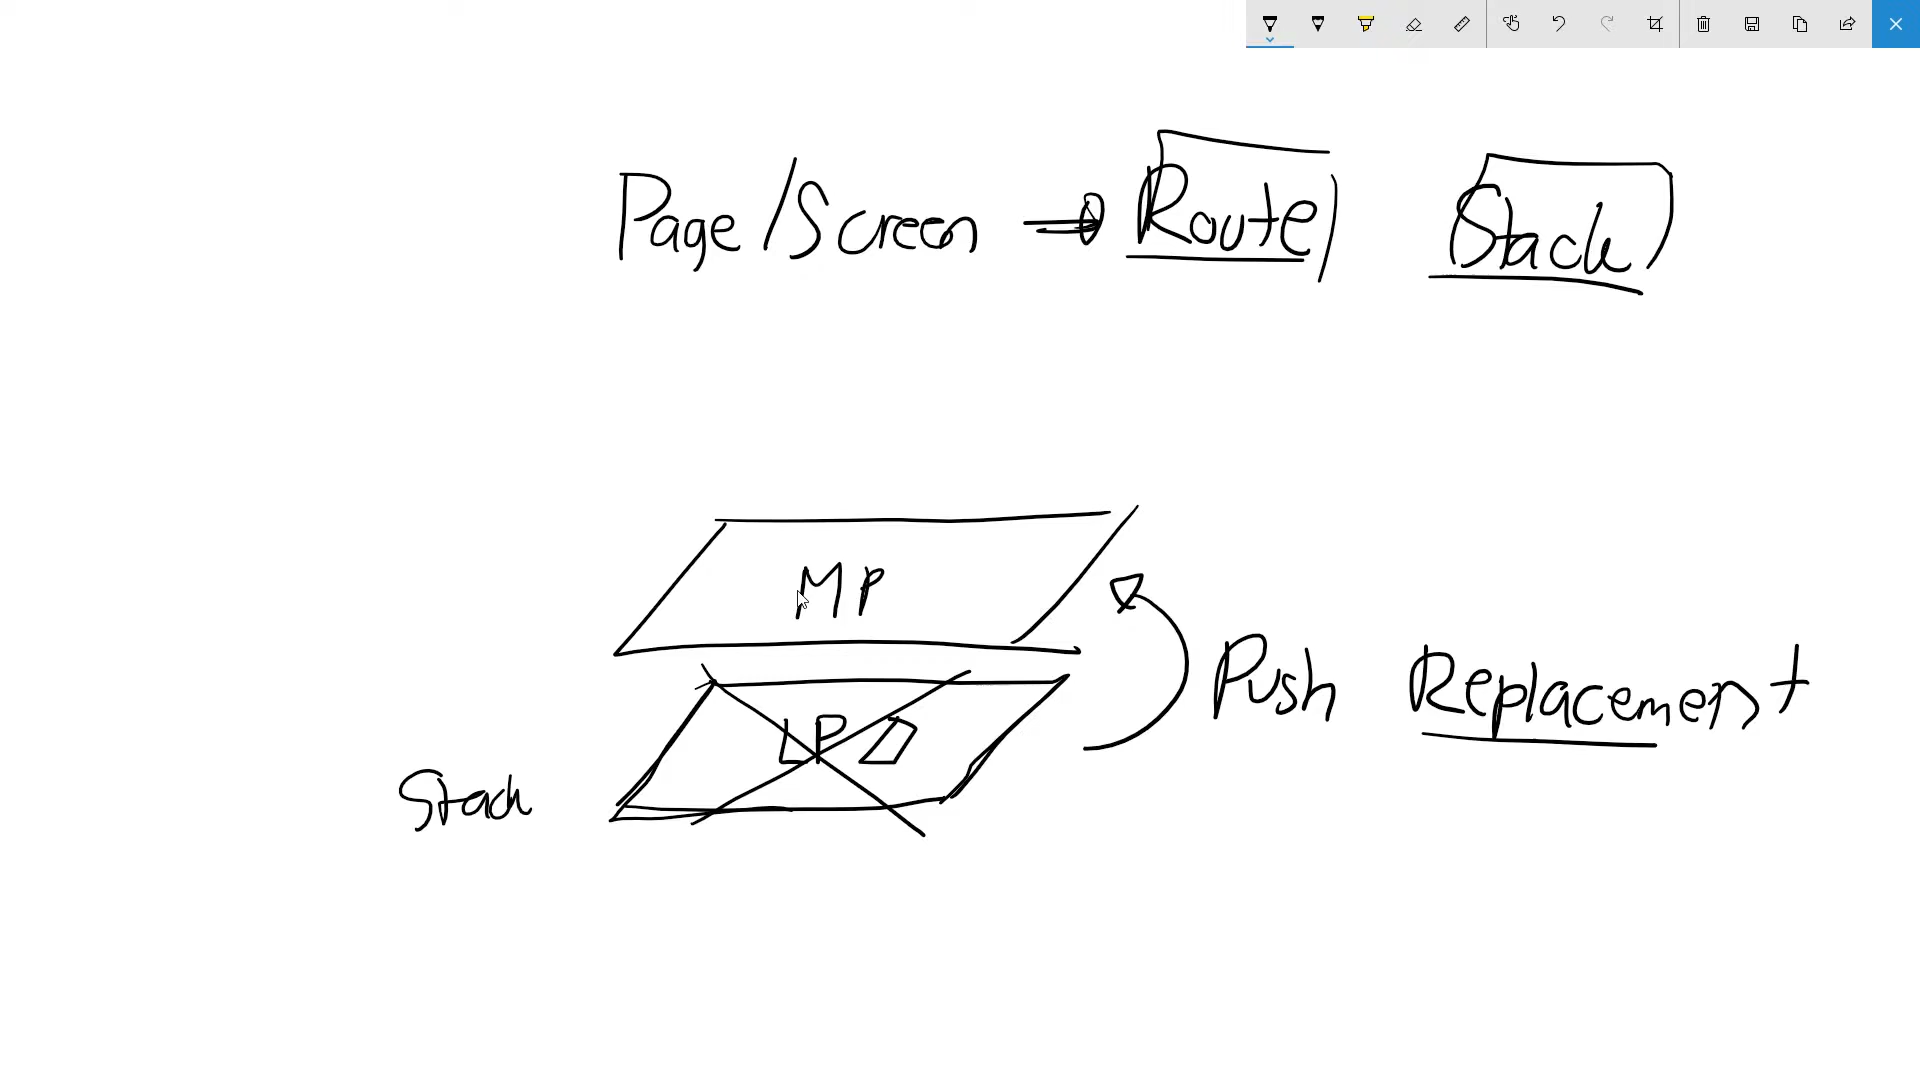 Page/Screen ⇒ Route Stack
MP
Push Replacement
LP
Stack